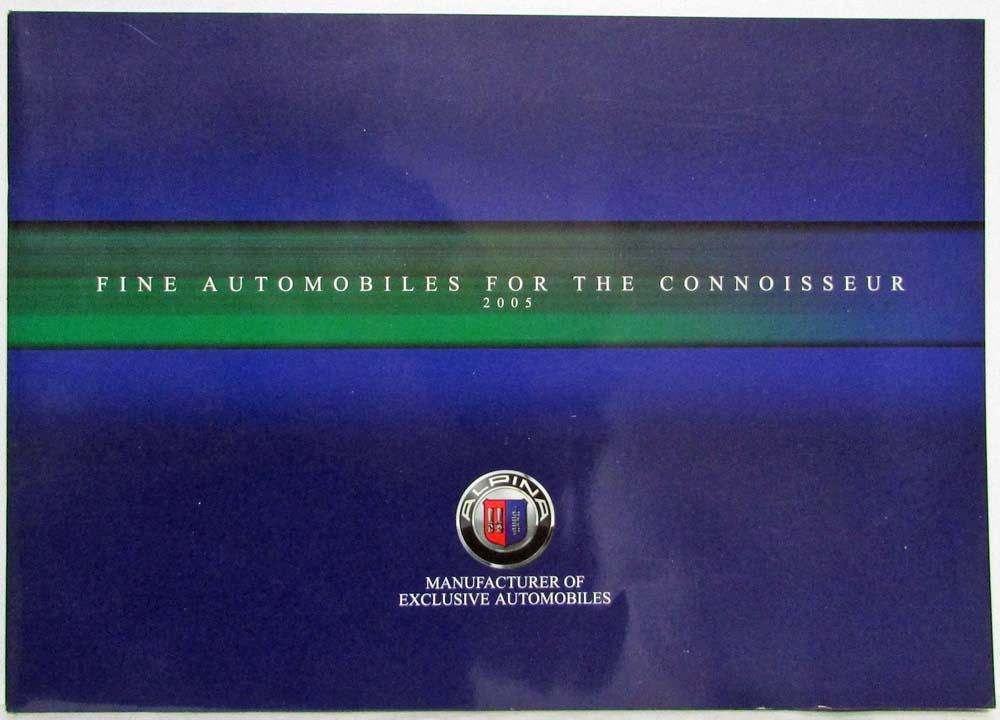 FINE AUTOMOBILES FOR THE CONNOISSEUR
2005
ALPINA
MANUFACTURER OF
EXCLUSIVE AUTOMOBILES